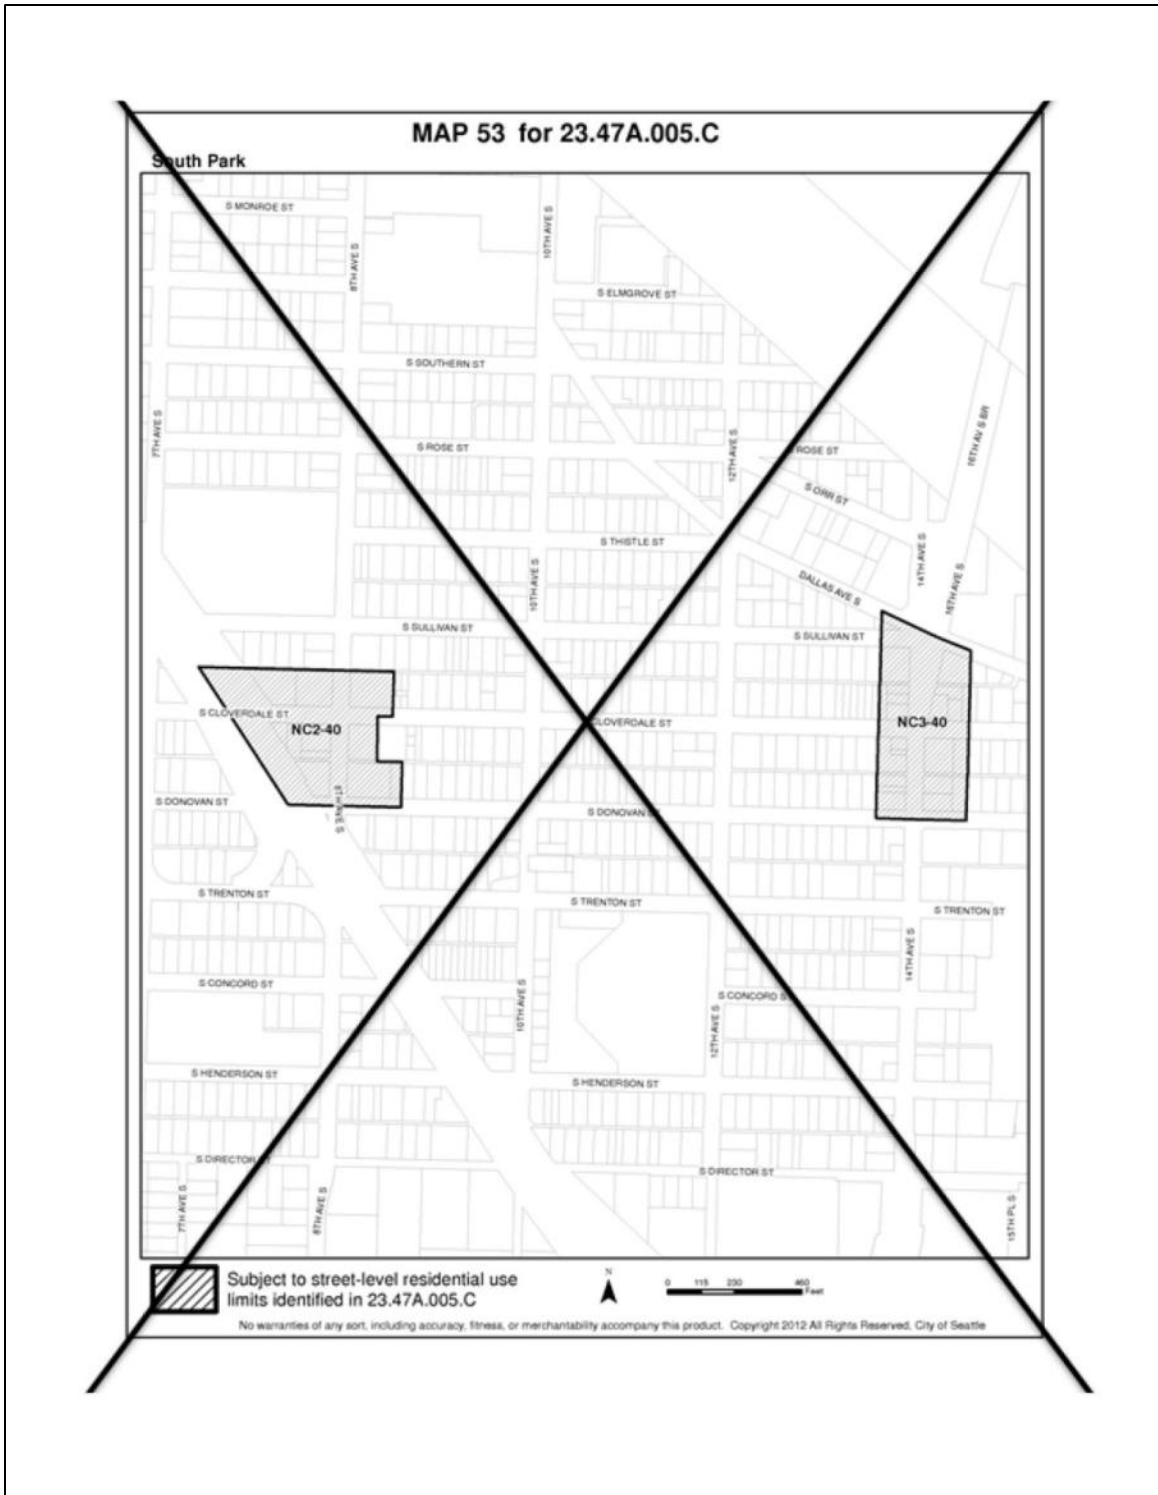 MAP 53 for 23.47A.005.C
South Park
S MONROE ST
8TH AVE S
10TH AVE S
S ELMGROVE ST
S SOUTHERN ST
7TH AVE S
S ROSE ST
12TH AVE S
ROSE ST
16TH AV S BR
S ORR ST
S THISTLE ST
14TH AVE S
10TH AVE S
DALLAS AVE S
16TH AVE S
S SULLIVAN ST
S SULLIVAN ST
S CLOVERDALE ST
NC2-40
CLOVERDALE ST
NC3-40
8TH AVE S
S DONOVAN ST
S DONOVAN ST
S TRENTON ST
S TRENTON ST
S TRENTON ST
14TH AVE S
S CONCORD ST
S CONCORD S
10TH AVE S
12TH AVE S
S HENDERSON ST
S HENDERSON ST
S DIRECTOR ST
S DIRECTOR ST
7TH AVE S
8TH AVE S
15TH PL S
Subject to street-level residential use
limits identified in 23.47A.005.C
N
0 115 230 460
Feet
No warranties of any sort, including accuracy, fitness, or merchantability accompany this product. Copyright 2012 All Rights Reserved, City of Seattle